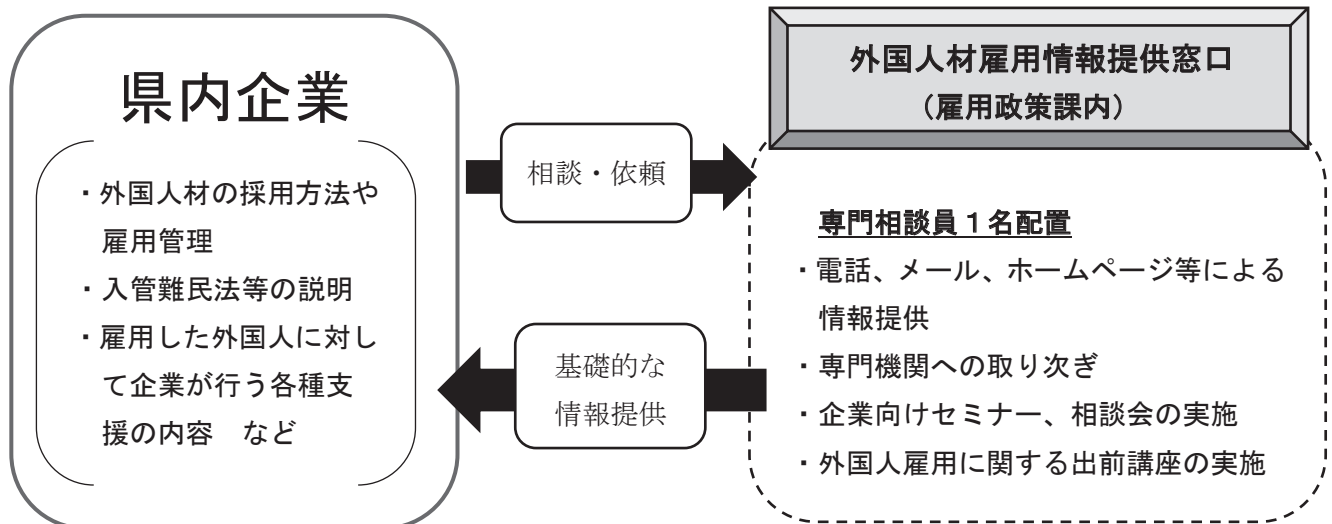 県内企業
・外国人材の採用方法や
雇用管理
・入管難民法等の説明
・雇用した外国人に対し
て企業が行う各種支
援の内容　など
相談・依頼
基礎的な
情報提供
外国人材雇用情報提供窓口
（雇用政策課内）
専門相談員１名配置
・電話、メール、ホームページ等による
情報提供
・専門機関への取り次ぎ
・企業向けセミナー、相談会の実施
・外国人雇用に関する出前講座の実施